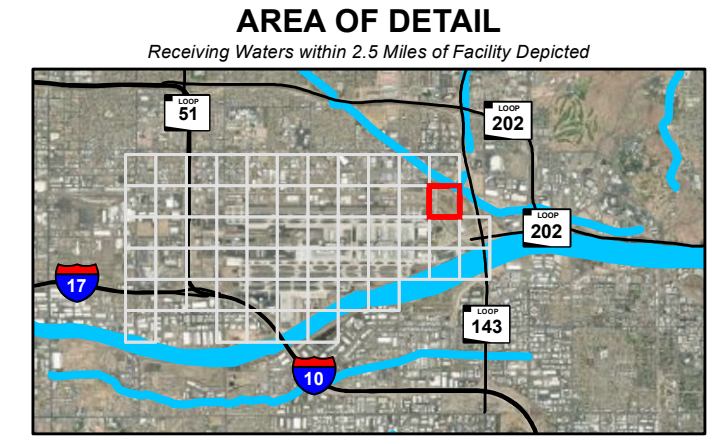 AREA OF DETAIL
Receiving Waters within 2.5 Miles of Facility Depicted
LOOP
51
LOOP
202
LOOP
202
17
LOOP
143
10